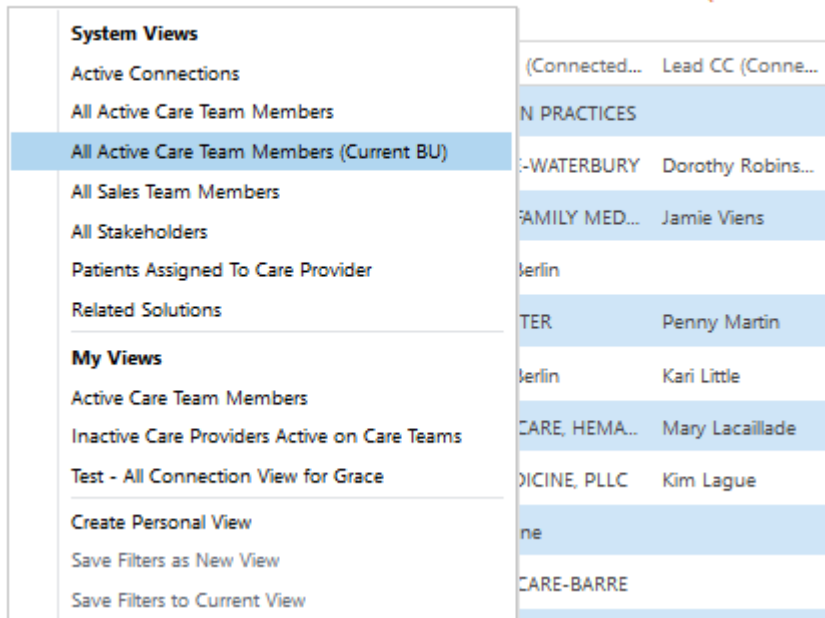 System Views
Active Connections
All Active Care Team Members
All Active Care Team Members (Current BU)
All Sales Team Members
All Stakeholders
Patients Assigned To Care Provider
Related Solutions
My Views
Active Care Team Members
Inactive Care Providers Active on Care Teams
Test - All Connection View for Grace
Create Personal View
Save Filters as New View
Save Filters to Current View
(Connected... Lead CC (Conne...
N PRACTICES
-WATERBURY Dorothy Robins...
FAMILY MED... Jamie Viens
Berlin
TER Penny Martin
Berlin Kari Little
CARE, HEMA... Mary Lacaillade
DICINE, PLLC Kim Lague
ne
CARE-BARRE